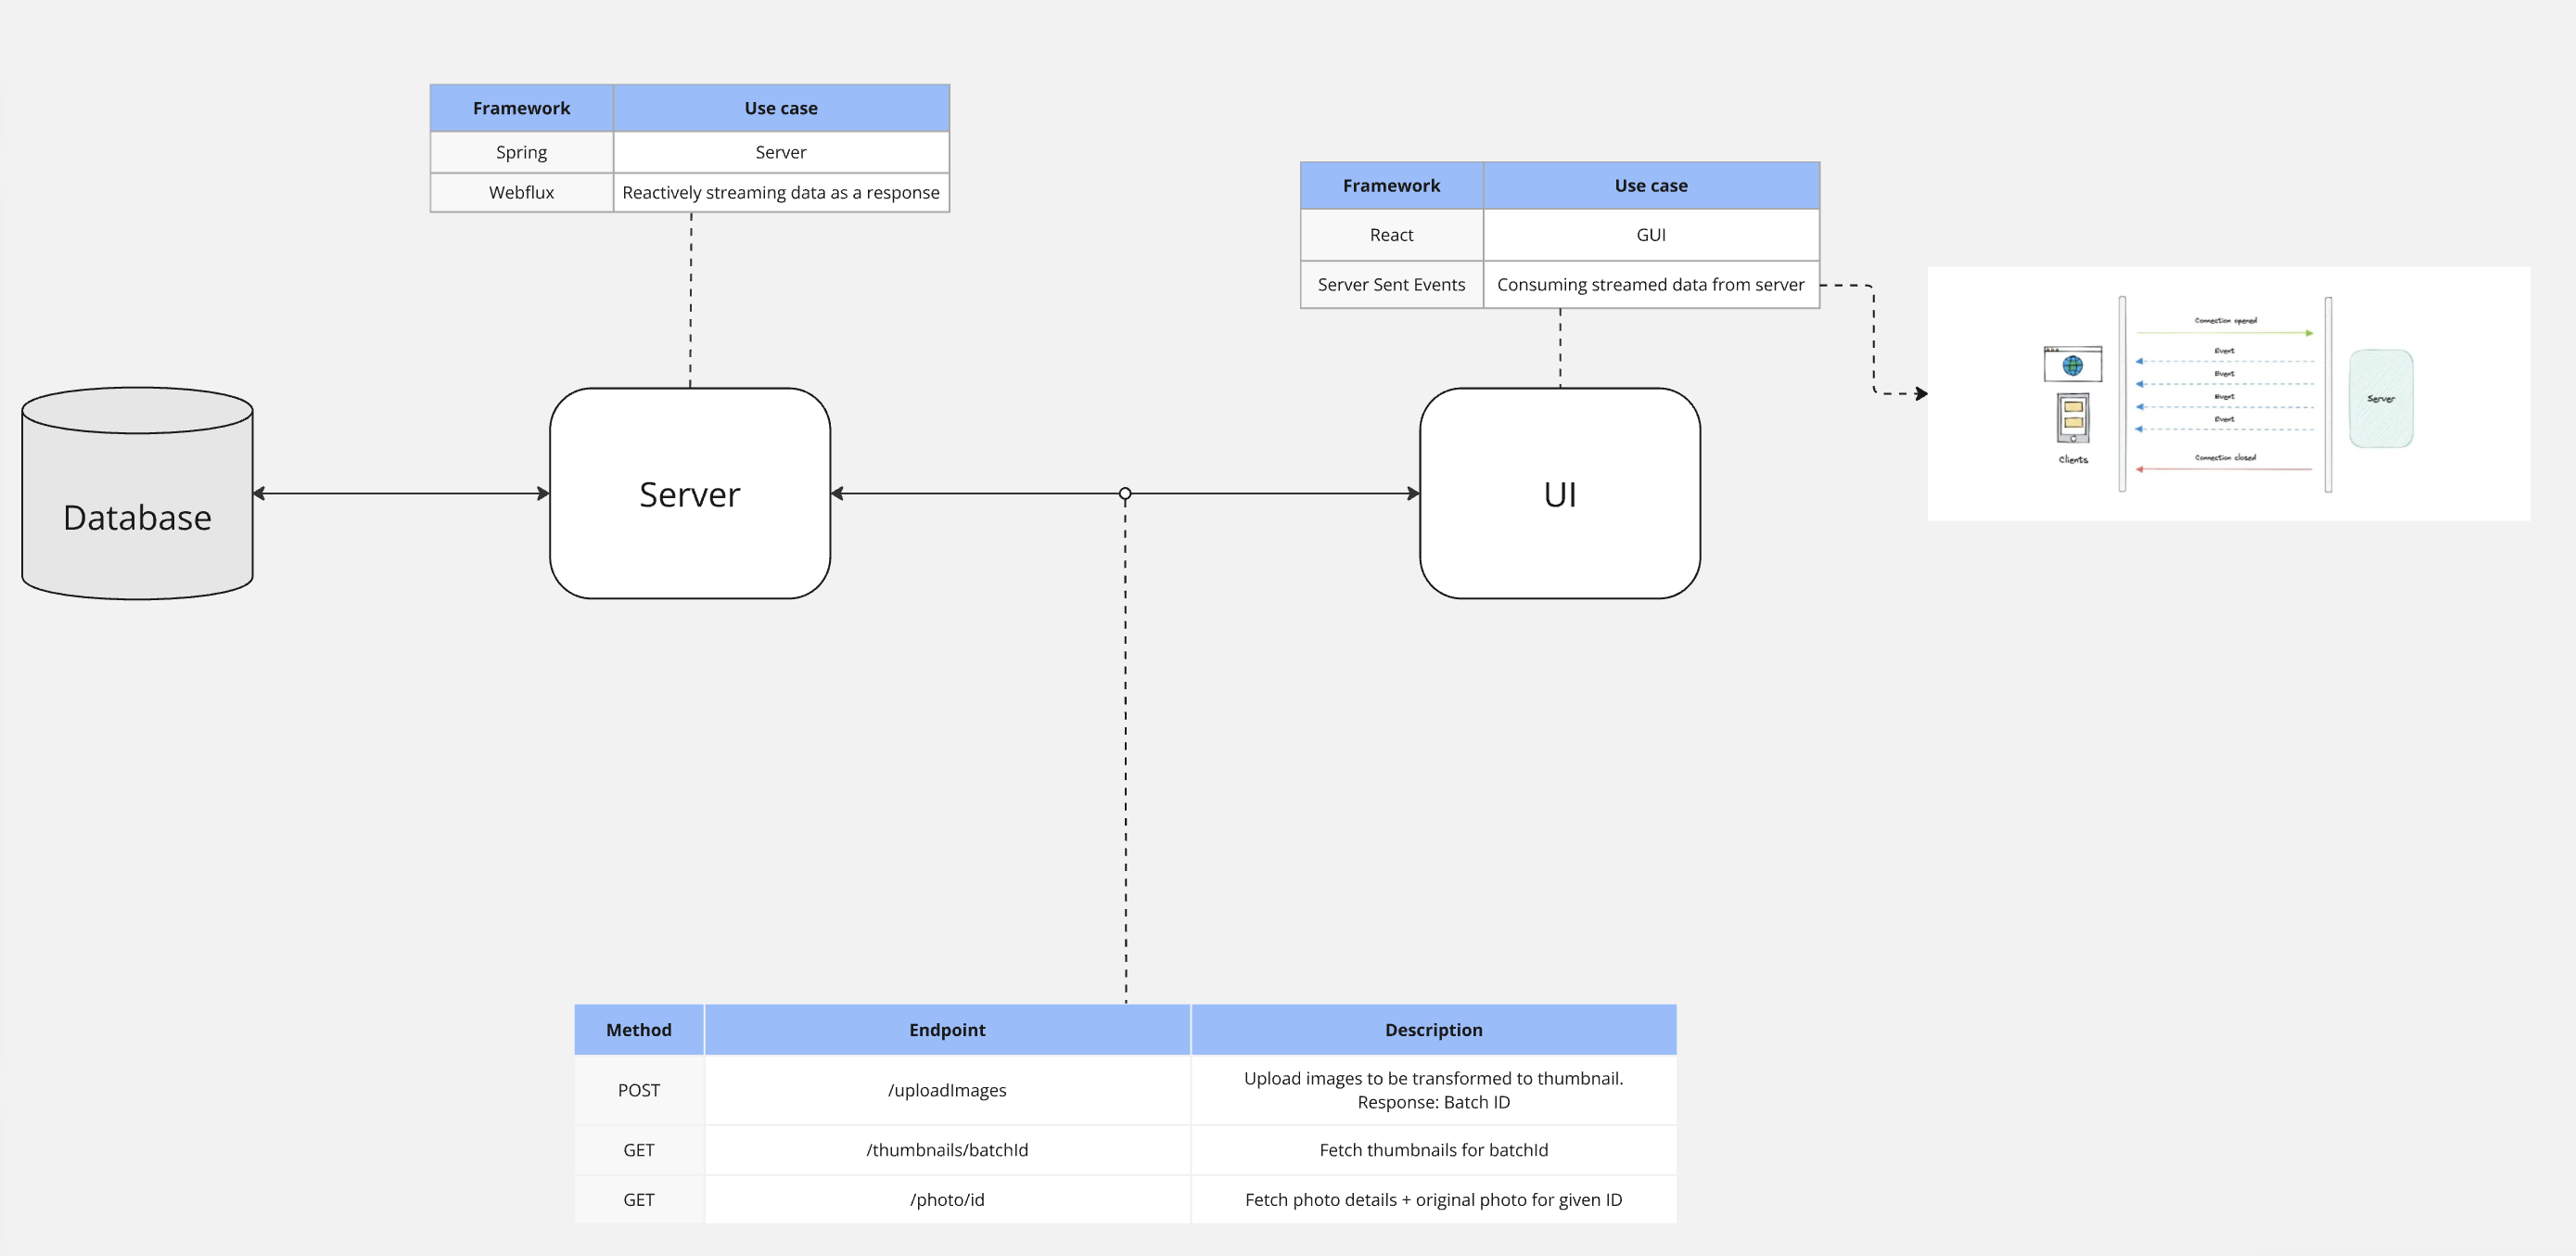 Framework Use case
Spring Server
Webflux Reactively streaming data as a response
Framework Use case
React GUI
Server Sent Events Consuming streamed data from server
Connection opened
Event
Event
Event
Event
Connection closed
Clients
Server
Database
Server
UI
Method Endpoint Description
POST /uploadImages Upload images to be transformed to thumbnail.
Response: Batch ID
GET /thumbnails/batchId Fetch thumbnails for batchId
GET /photo/id Fetch photo details + original photo for given ID